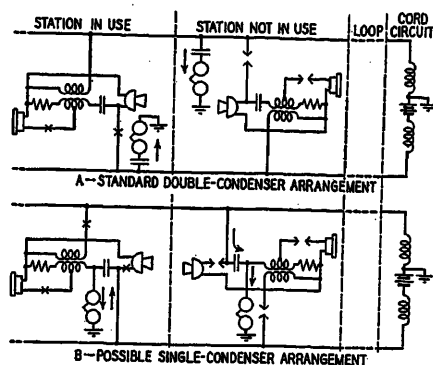 STATION IN USE
STATION NOT IN USE
LOOP
CORD
CIRCUIT
A—STANDARD DOUBLE-CONDENSER ARRANGEMENT
B—POSSIBLE SINGLE-CONDENSER ARRANGEMENT